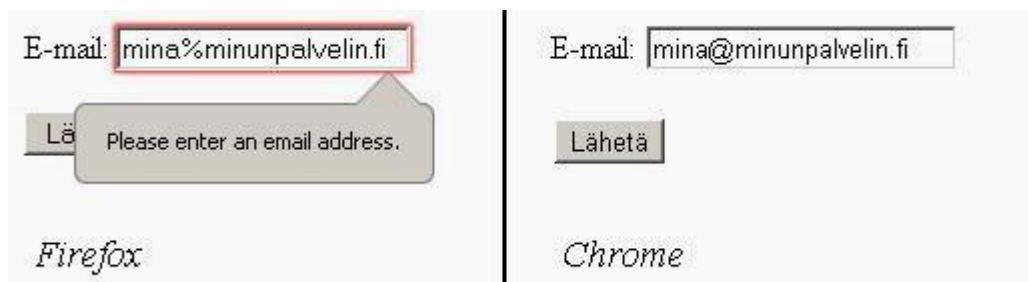 E-mail: mina%minunpalvelin.fi
Lä
Please enter an email address.
Firefox
E-mail: mina@minunpalvelin.fi
Lähetä
Chrome